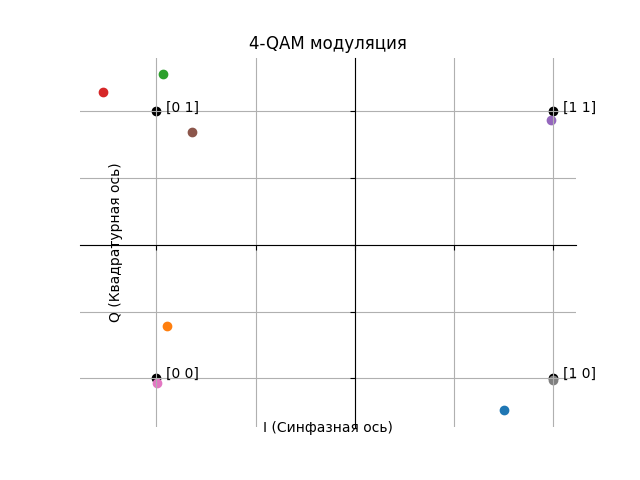 4-QAM модуляция
[0 1]
[1 1]
Q (Квадратурная ось)
[0 0]
[1 0]
I (Синфазная ось)